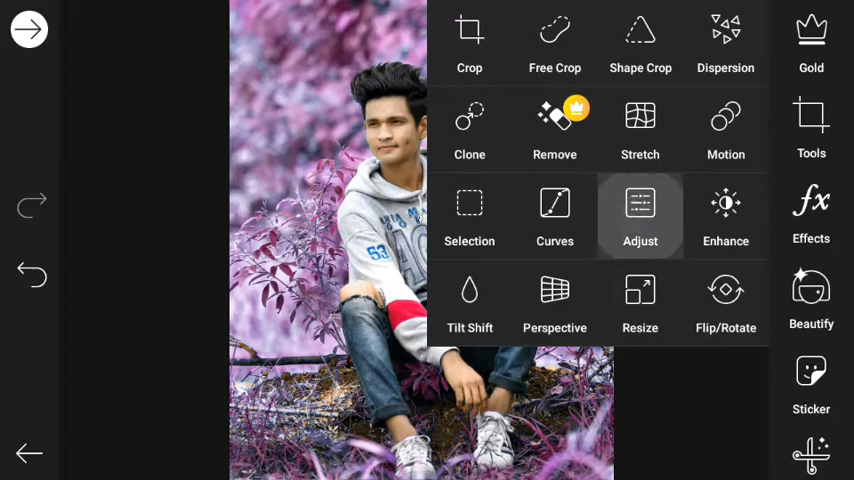 Crop Free Crop Shape Crop Dispersion Gold
Clone Remove Stretch Motion Tools
Selection Curves Adjust Enhance Effects
Tilt Shift Perspective Resize Flip/Rotate Beautify
Sticker
53